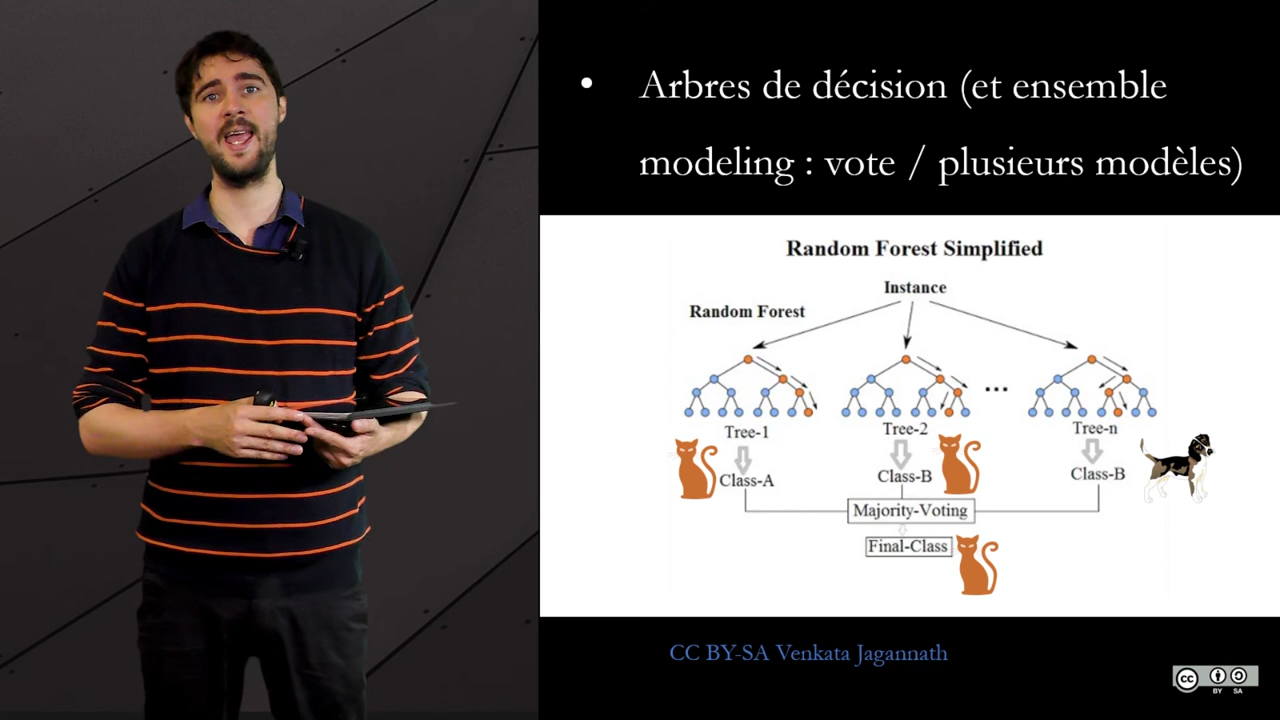 • Arbres de décision (et ensemble
modeling : vote / plusieurs modèles)
Random Forest Simplified
Instance
Random Forest
...
Tree-1
Tree-2
Tree-n
Class-A
Class-B
Class-B
Majority-Voting
Final-Class
CC BY-SA Venkata Jagannath
cc
BY SA